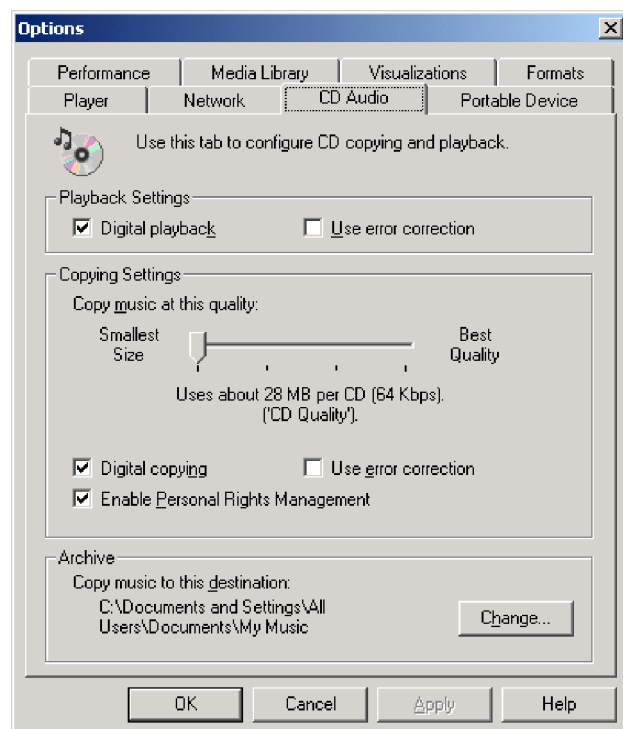 Options
Performance Media Library Visualizations Formats
Player Network CD Audio Portable Device
Use this tab to configure CD copying and playback.
Playback Settings
Digital playback Use error correction
Copying Settings
Copy music at this quality:
Smallest Best
Size Quality
Uses about 28 MB per CD (64 Kbps).
('CD Quality').
Digital copying Use error correction
Enable Personal Rights Management
Archive
Copy music to this destination:
C:\Documents and Settings\All
Users\Documents\My Music
Change...
OK Cancel Apply Help